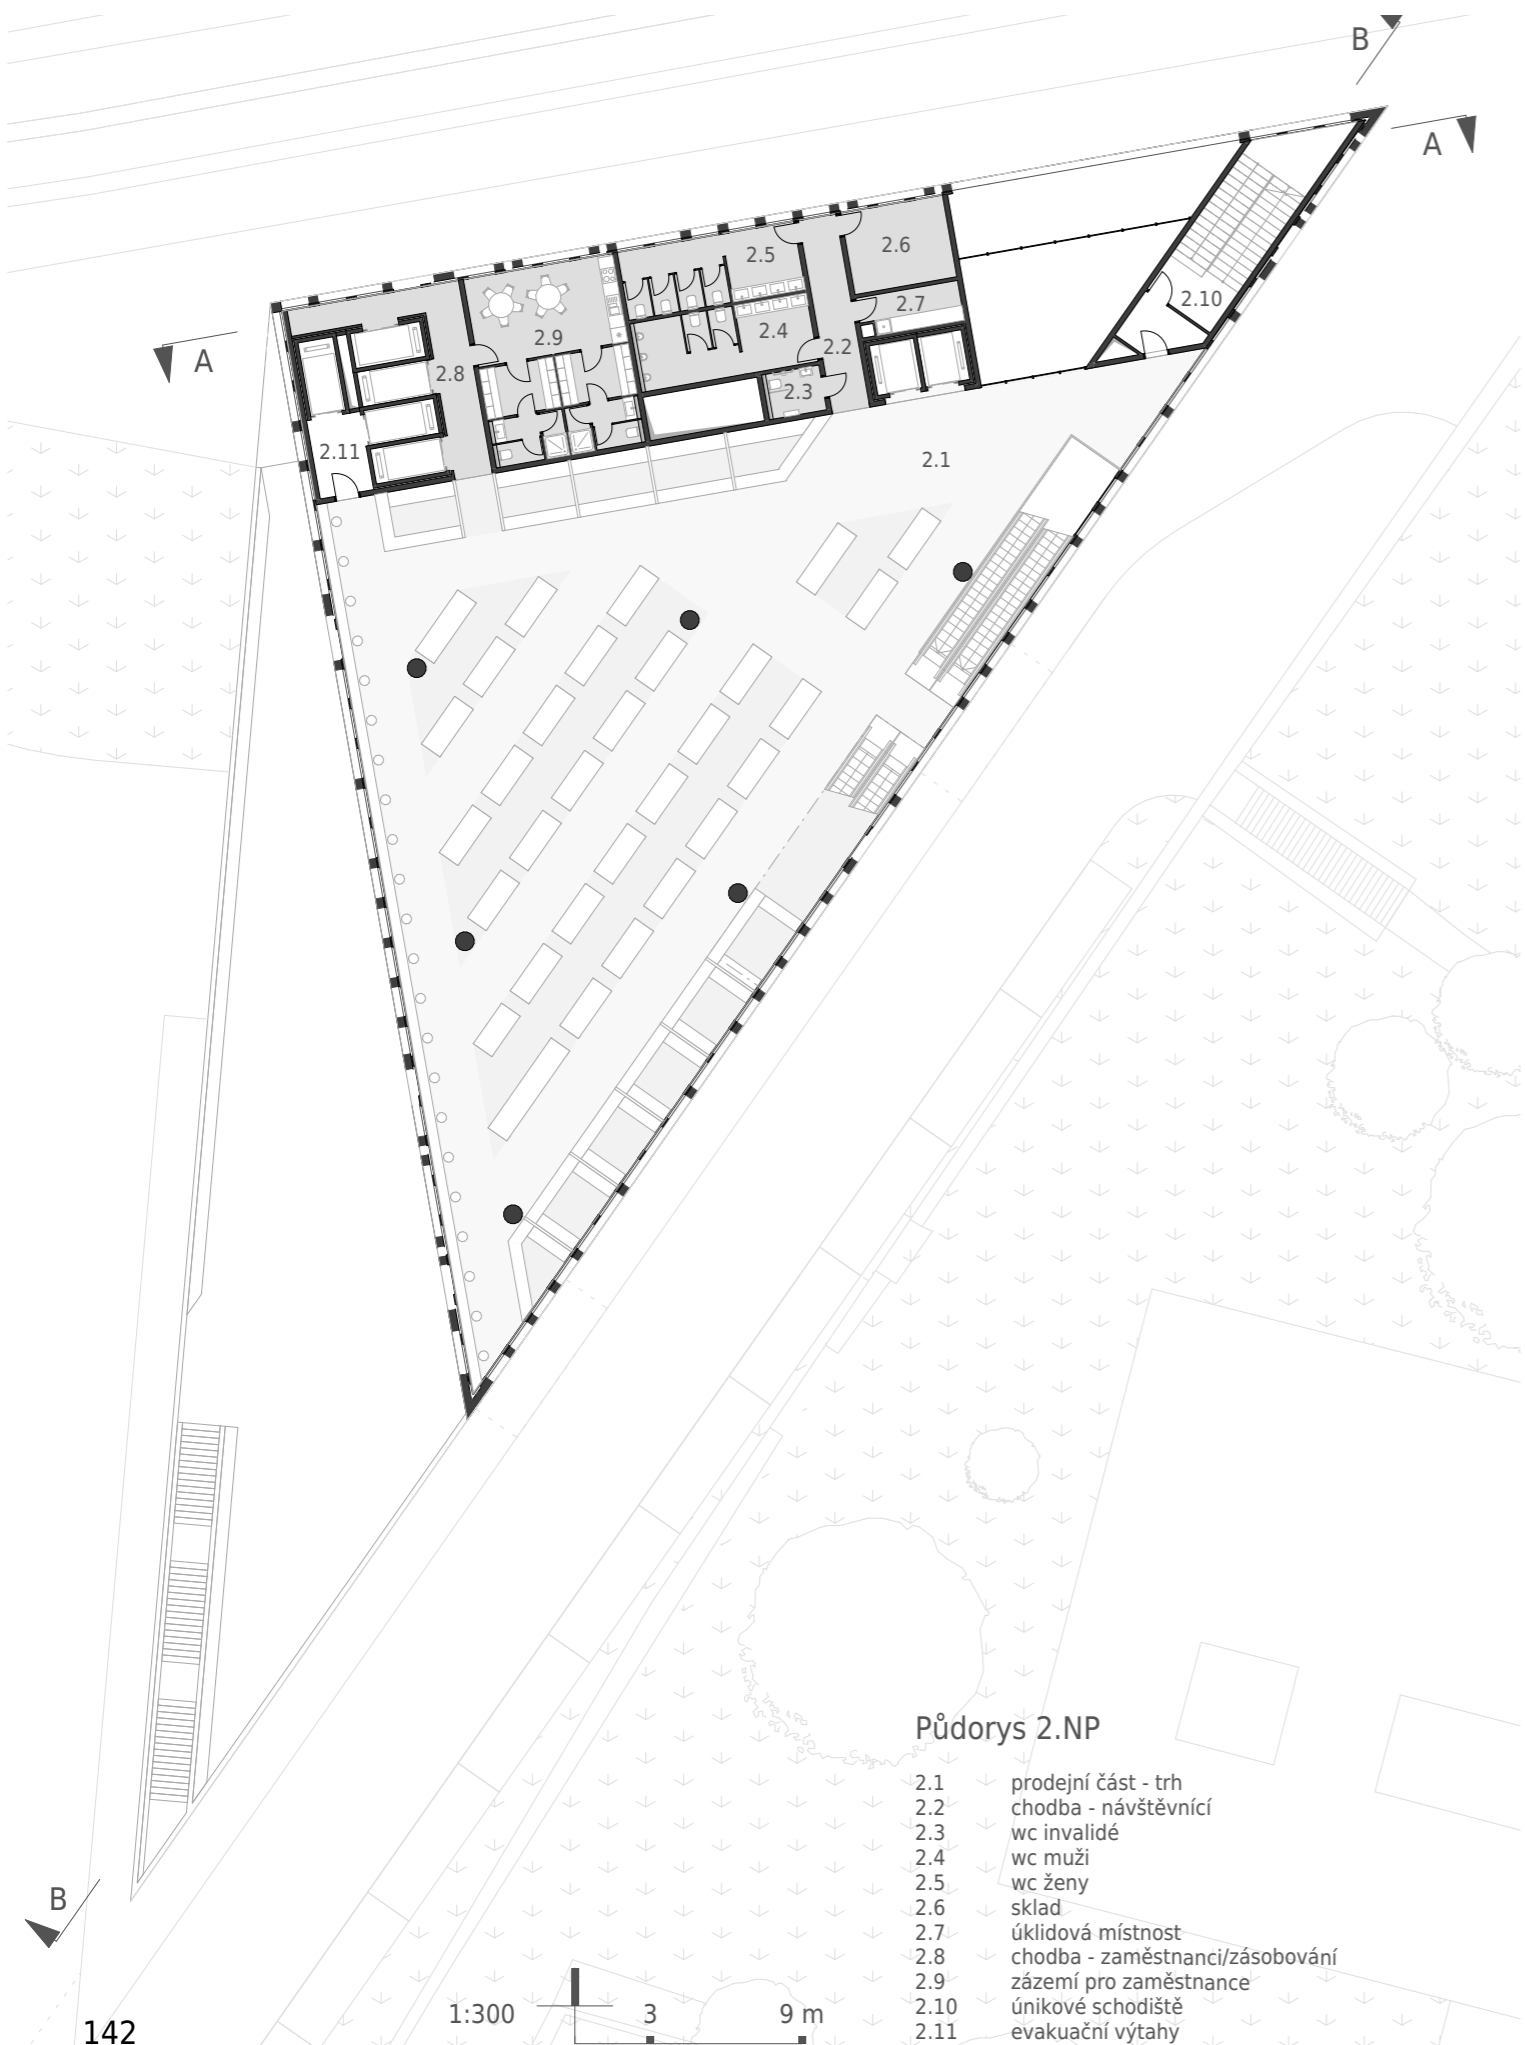 B
A
2.5
2.6
2.10
2.7
2.9
2.4
2.2
A
2.8
2.3
2.11
2.1
Půdorys 2.NP
2.1 prodejní část - trh
2.2 chodba - návštěvnící
2.3 wc invalidé
2.4 wc muži
2.5 wc ženy
2.6 sklad
2.7 úklidová místnost
2.8 chodba - zaměstnanci/zásobování
2.9 zázemí pro zaměstnance
2.10 únikové schodiště
2.11 evakuační výtahy
B
1:300 3 9 m
142